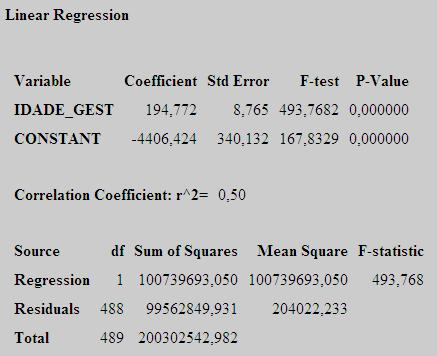 Linear Regression
Variable Coefficient Std Error F-test P-Value
IDADE_GEST 194,772 8,765 493,7682 0,000000
CONSTANT -4406,424 340,132 167,8329 0,000000
Correlation Coefficient: r^2= 0,50
Source df Sum of Squares Mean Square F-statistic
Regression 1 100739693,050 100739693,050 493,768
Residuals 488 99562849,931 204022,233
Total 489 200302542,982